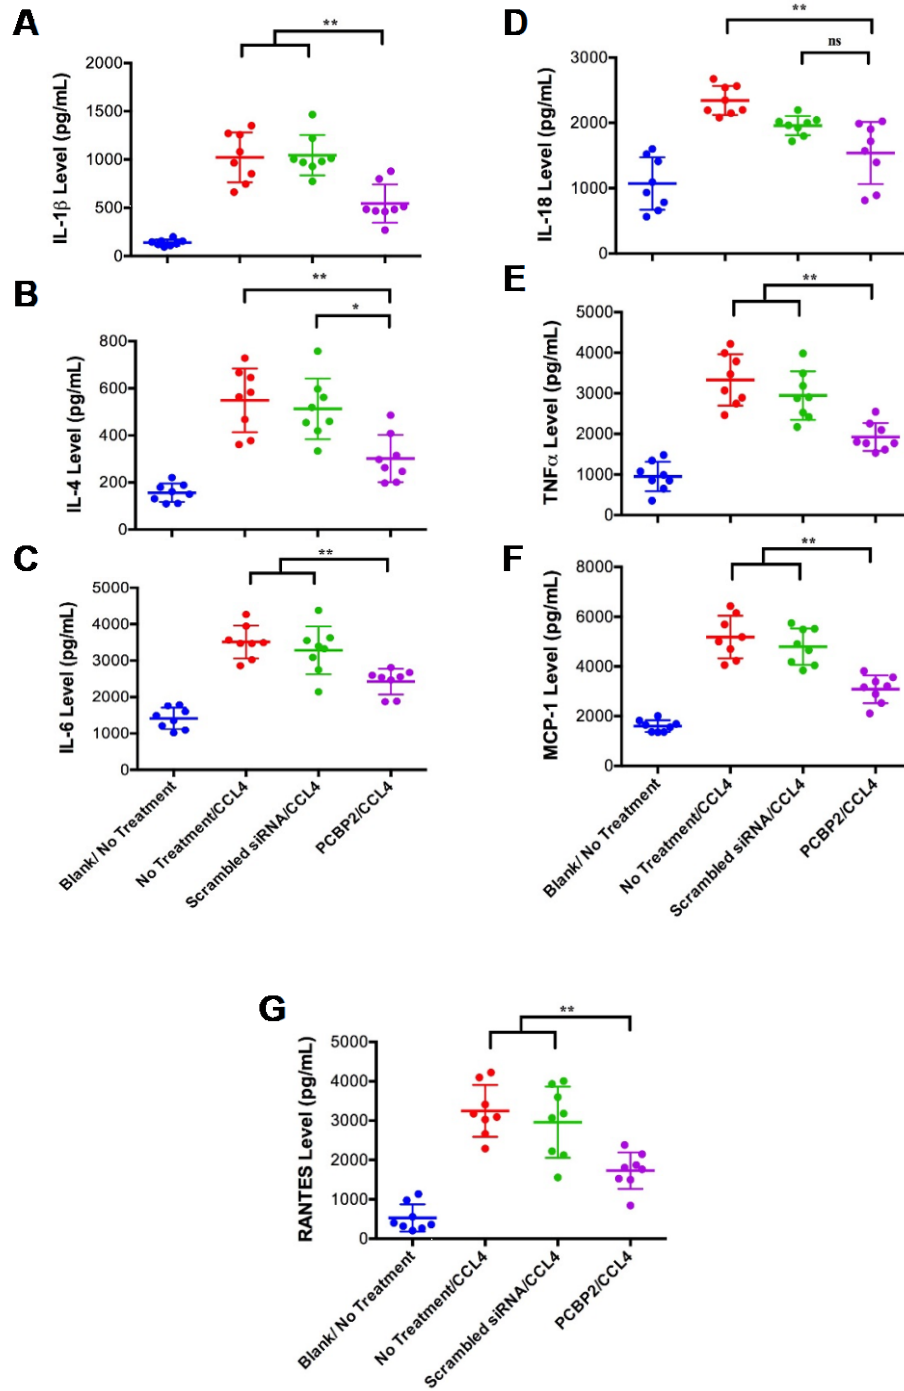 A
**
IL-1β Level (pg/mL)
2000
1500
1000
500
0
B
**
*
IL-4 Level (pg/mL)
800
600
400
200
0
C
**
IL-6 Level (pg/mL)
5000
4000
3000
2000
1000
0
Blank/ No Treatment
No Treatment/CCL4
Scrambled siRNA/CCL4
PCBP2/CCL4
D
**
ns
IL-18 Level (pg/mL)
3000
2000
1000
0
E
**
TNFα Level (pg/mL)
5000
4000
3000
2000
1000
0
F
**
MCP-1 Level (pg/mL)
8000
6000
4000
2000
0
Blank/ No Treatment
No Treatment/CCL4
Scrambled siRNA/CCL4
PCBP2/CCL4
G
**
RANTES Level (pg/mL)
5000
4000
3000
2000
1000
0
Blank/ No Treatment
No Treatment/CCL4
Scrambled siRNA/CCL4
PCBP2/CCL4